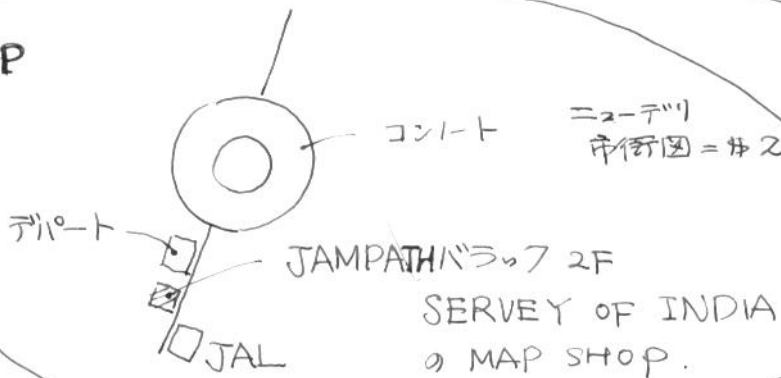 P
コンノート
ニューデリ
市街図 = #2
デパート
JAMPATHバラック 2F
SERVEY OF INDIA
の MAP SHOP.
JAL